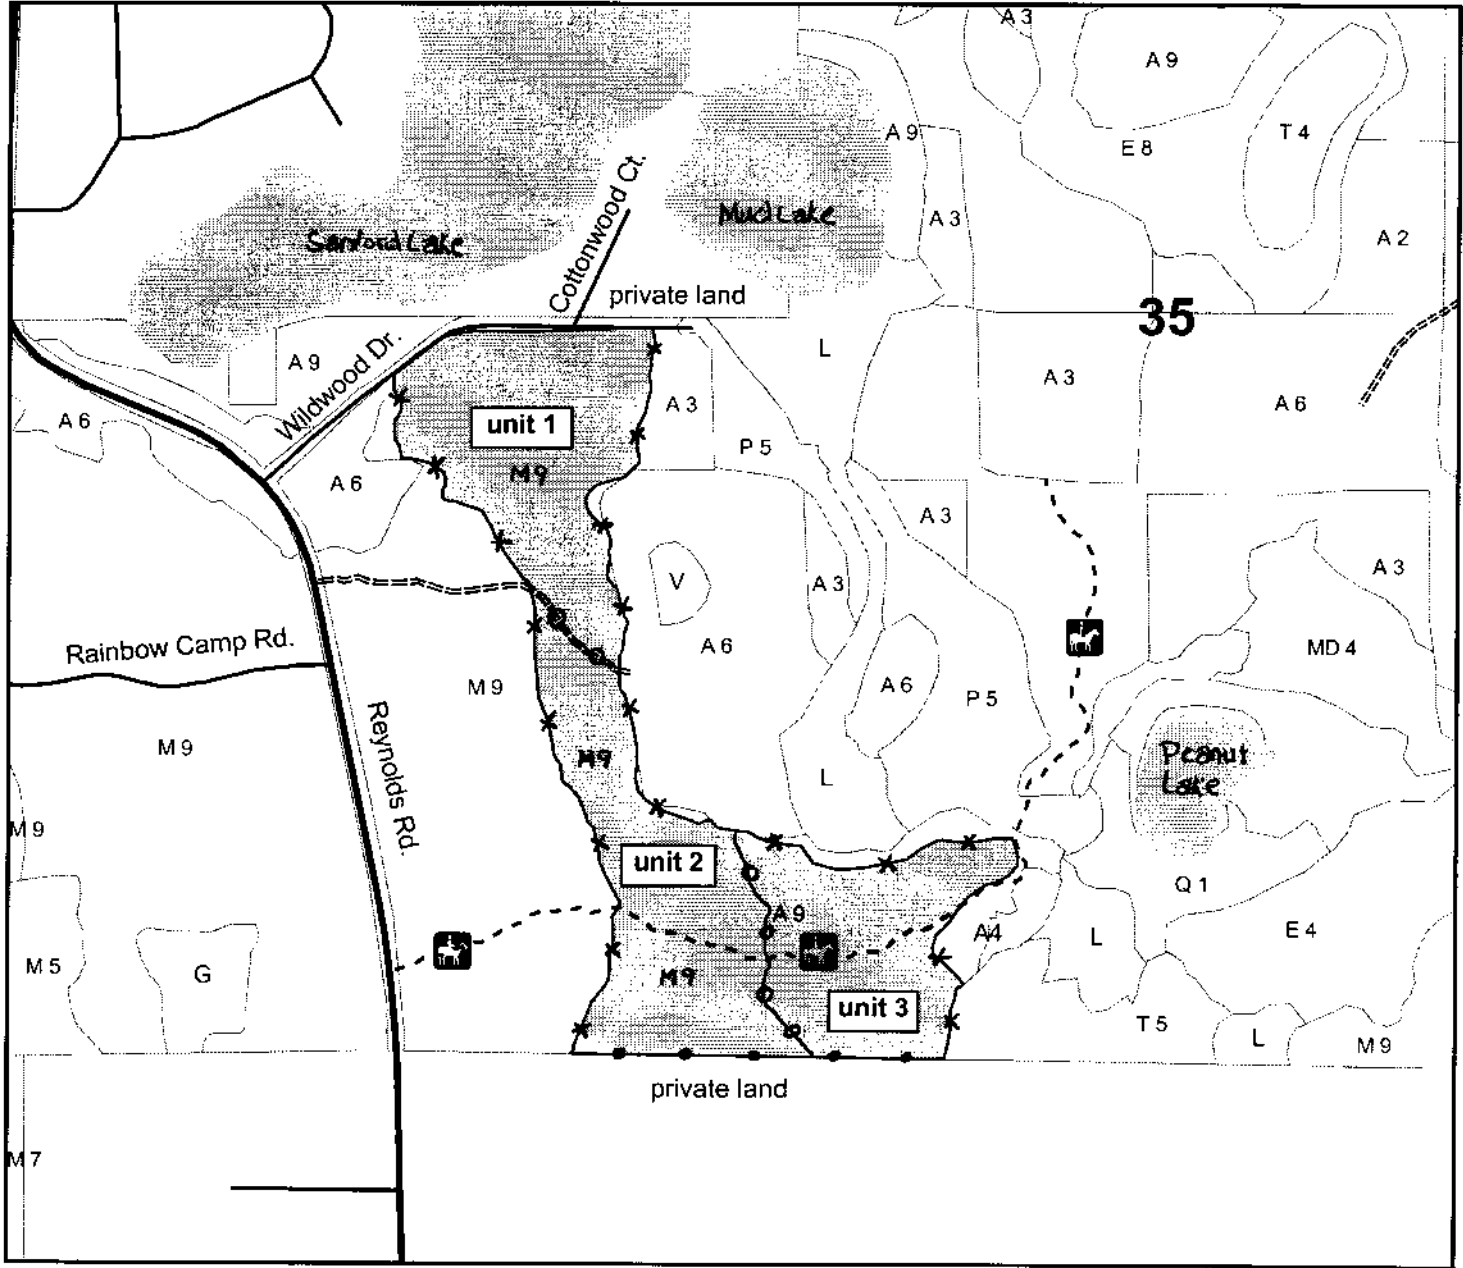 A 3
A 9
A 9
T 4
E 8
Mud Lake
A 3
A 2
Sanford Lake
Cottonwood Ct.
private land
35
L
A 9
Wildwood Dr.
A 3
A 3
A 6
A 6
unit 1
P 5
M 9
A 6
A 3
V
A 3
A 3
Rainbow Camp Rd.
A 6
MD 4
M 9
A 6
P 5
Reynolds Rd.
M 9
M 9
Peanut
Lake
L
M 9
unit 2
Q 1
A 9
A4
L
E 4
M 5
G
M 9
unit 3
T 5
L
M 9
private land
M 7